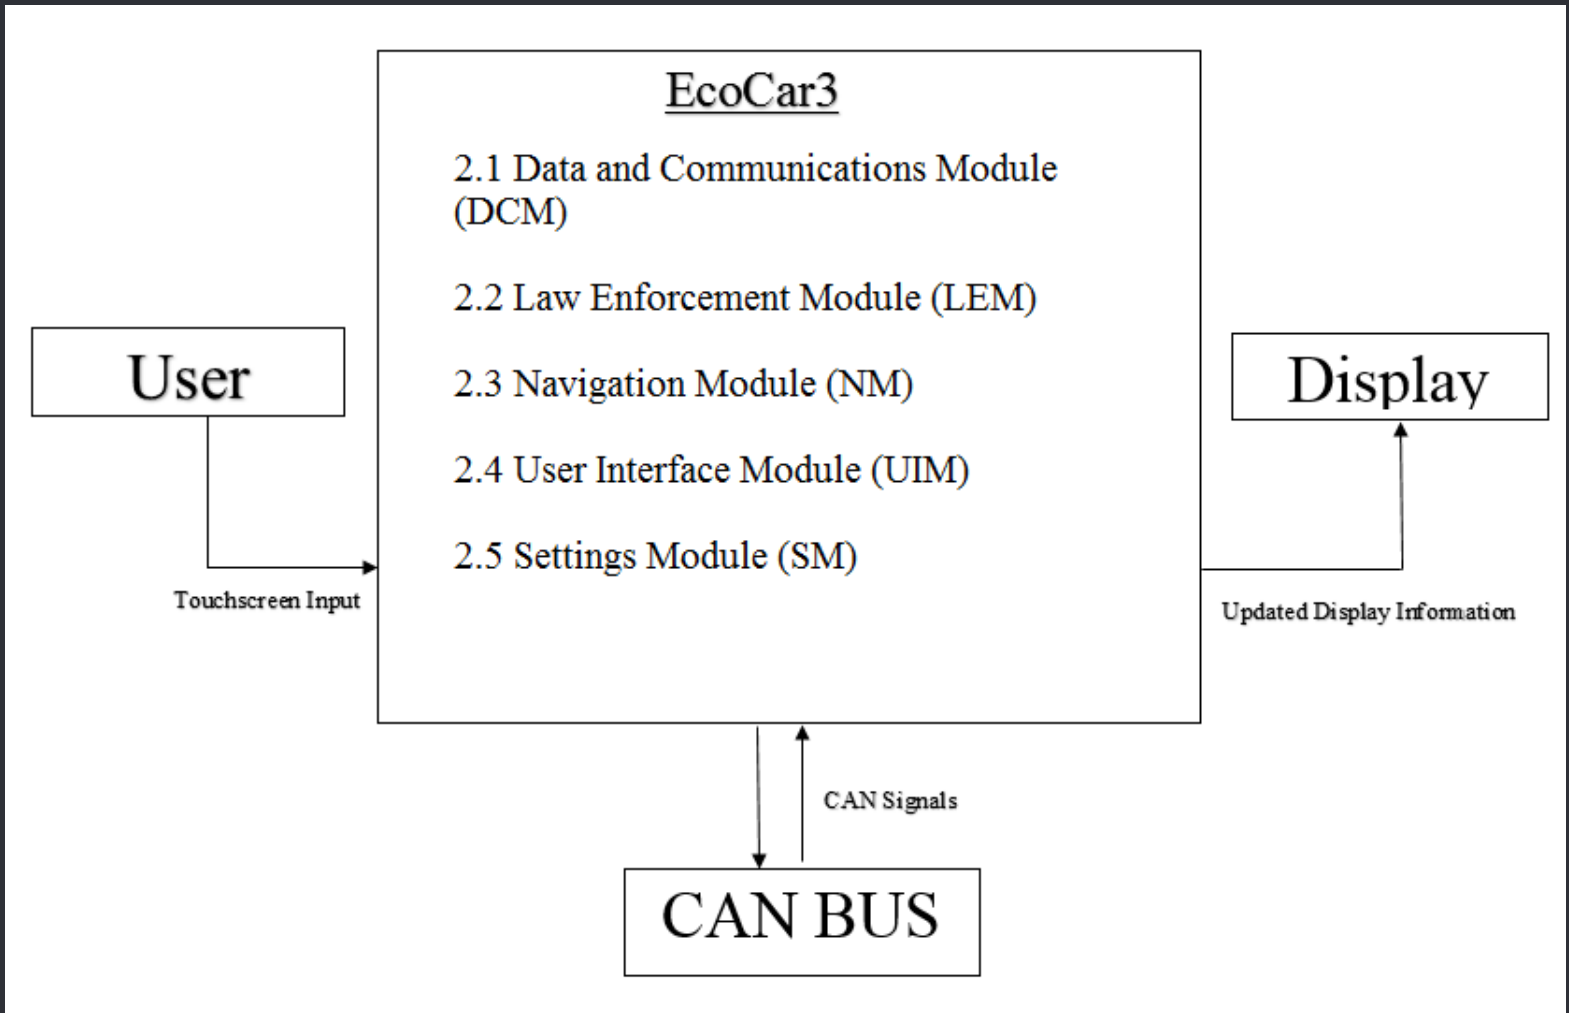 EcoCar3
2.1 Data and Communications Module
(DCM)
2.2 Law Enforcement Module (LEM)
2.3 Navigation Module (NM)
2.4 User Interface Module (UIM)
2.5 Settings Module (SM)
User
Touchscreen Input
Display
Updated Display Information
CAN Signals
CAN BUS